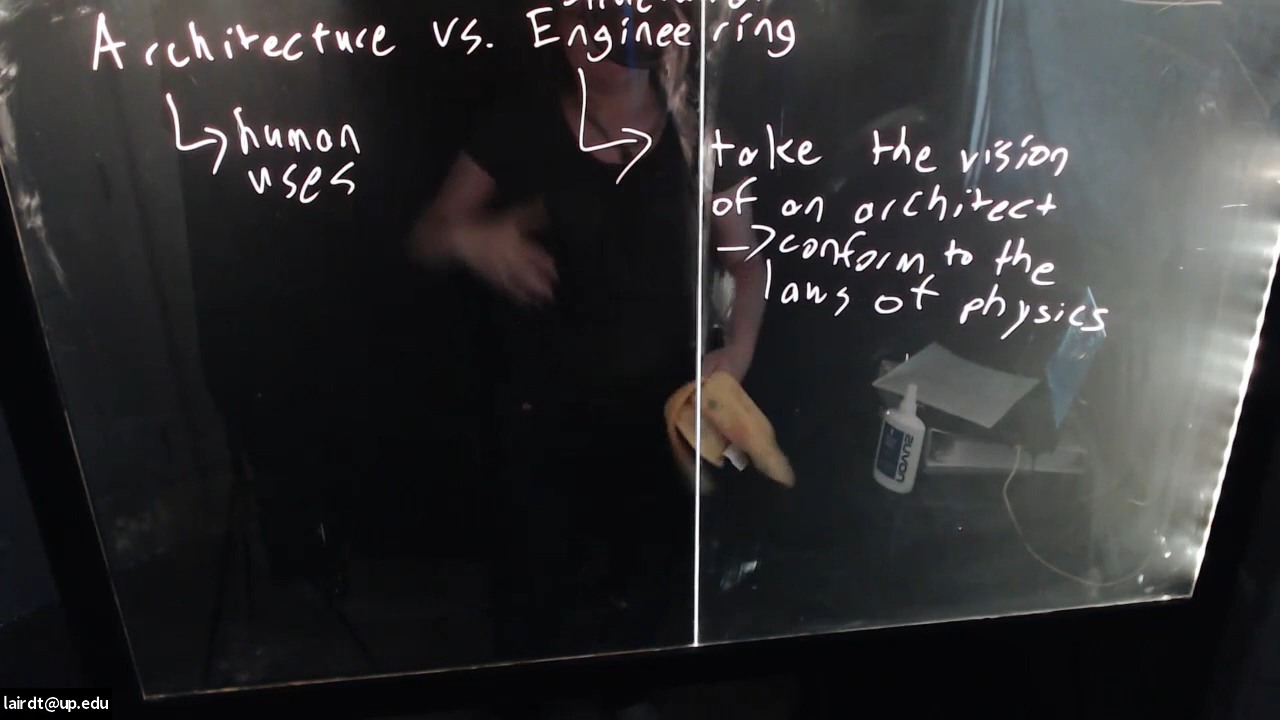 Architecture vs. Engineering
human
uses
take the vision
of an architect
→ conform to the
laws of physics
zuvon
lairdt@up.edu